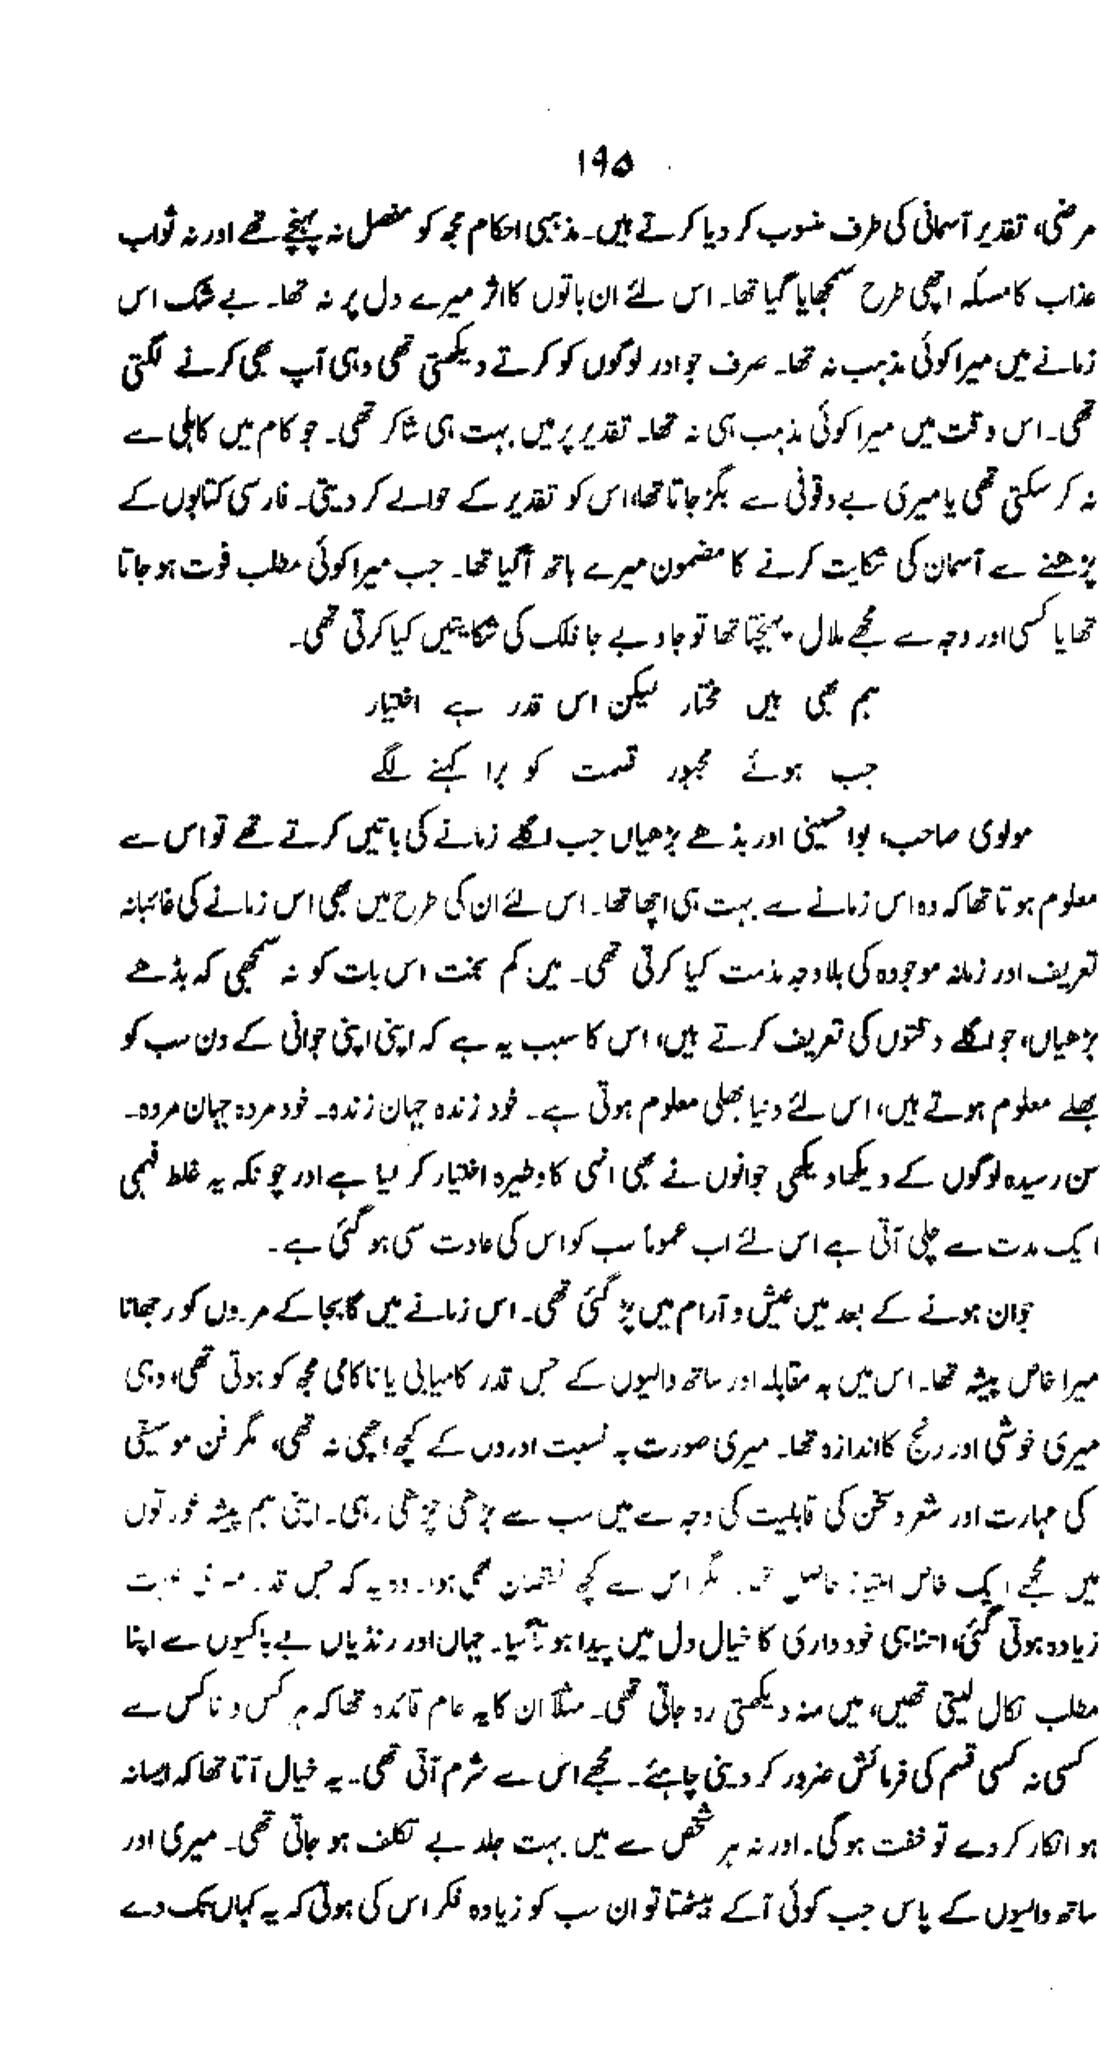 ۱۹۵
مرضی، تقدیر آسمانی کی طرف منسوب کر دیا کرتے ہیں۔ مذہبی احکام مجھ کو مفصل نہ پہنچے تھے اور نہ ثواب
عذاب کا مسئلہ اچھی طرح سمجھایا گیا تھا۔ اس لئے ان باتوں کا اثر میرے دل پر نہ تھا۔ بے شک اس
زمانے میں میرا کوئی مذہب نہ تھا۔ صرف جو اور لوگوں کو کرتے دیکھتی تھی وہی آپ بھی کرنے لگتی
تھی۔ اس وقت میں میرا کوئی مذہب ہی نہ تھا۔ تقدیر پر میں بہت ہی شاکر تھی۔ جو کام میں کاہلی سے
نہ کر سکتی تھی یا میری بے وقوفی سے بگڑ جاتا تھا، اس کو تقدیر کے حوالے کر دیتی۔ فارسی کتابوں کے
پڑھنے سے آسمان کی شکایت کرنے کا مضمون میرے ہاتھ آگیا تھا۔ جب میرا کوئی مطلب فوت ہو جاتا
تھا یا کسی اور وجہ سے مجھے ملال پہنچتا تھا تو جا و بے جا فلک کی شکایتیں کیا کرتی تھی۔
ہم بھی ہیں مختار لیکن اس قدر ہے اختیار
جب ہوئے مجبور قسمت کو برا کہنے لگے
مولوی صاحب، بوا حسینی اور بڈھے بڑھیاں جب اگلے زمانے کی باتیں کرتے تھے تو اس سے
معلوم ہوتا تھا کہ وہ اس زمانے سے بہت ہی اچھا تھا۔ اس لئے ان کی طرح میں بھی اس زمانے کی غائبانہ
تعریف اور زمانہ موجودہ کی بلاوجہ مذمت کیا کرتی تھی۔ میں کم بخت اس بات کو نہ سمجھی کہ بڈھے
بڑھیاں، جو اگلے وقتوں کی تعریف کرتے ہیں، اس کا سبب یہ ہے کہ اپنی اپنی جوانی کے دن سب کو
بھلے معلوم ہوتے ہیں، اس لئے دنیا بھلی معلوم ہوتی ہے۔ خود زندہ جہان زندہ۔ خود مردہ جہان مردہ۔
سن رسیدہ لوگوں کے دیکھا دیکھی جوانوں نے بھی انہی کا وطیرہ اختیار کر لیا ہے اور چونکہ یہ غلط فہمی
ایک مدت سے چلی آتی ہے اس لئے اب عموماً سب کو اس کی عادت سی ہو گئی ہے۔
جوان ہونے کے بعد میں عیش و آرام میں پڑ گئی تھی۔ اس زمانے میں گا بجا کے مردوں کو رجھانا
میرا خاص پیشہ تھا۔ اس میں بہ مقابلہ اور ساتھ والیوں کے جس قدر کامیابی یا ناکامی مجھ کو ہوتی تھی، وہی
میری خوشی اور رنج کا اندازہ تھا۔ میری صورت بہ نسبت اوروں کے کچھ اچھی نہ تھی، مگر فن موسیقی
کی مہارت اور شعر و سخن کی قابلیت کی وجہ سے میں سب سے بڑھی چڑھی رہی۔ اپنی ہم پیشہ عورتوں
میں مجھے ایک خاص امتیاز حاصل تھا۔ مگر اس سے کچھ نقصان بھی ہوا۔ وہ یہ کہ جس قدر
زیادہ ہوتی گئی، اتنا ہی خودداری کا خیال دل میں پیدا ہوتا گیا۔ جہاں اور رنڈیاں بے باکیوں سے اپنا
مطلب نکال لیتی تھیں، میں منہ دیکھتی رہ جاتی تھی۔ مثلاً ان کا یہ عام قائدہ تھا کہ ہر کس و ناکس سے
کسی نہ کسی قسم کی فرمائش ضرور کر دینی چاہئے۔ مجھے اس سے شرم آتی تھی۔ یہ خیال آتا تھا کہ ایسا نہ
ہو انکار کر دے تو خفت ہوگی۔ اور نہ ہر شخص سے میں بہت جلد بے تکلف ہو جاتی تھی۔ میری اور
ساتھ والیوں کے پاس جب کوئی آکے بیٹھتا تو ان سب کو زیادہ فکر اس کی ہوتی کہ یہ کہاں تک دے